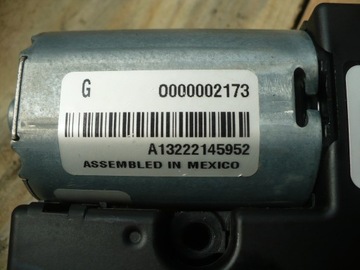 G 0000002173
A13222145952
ASSEMBLED IN MEXICO